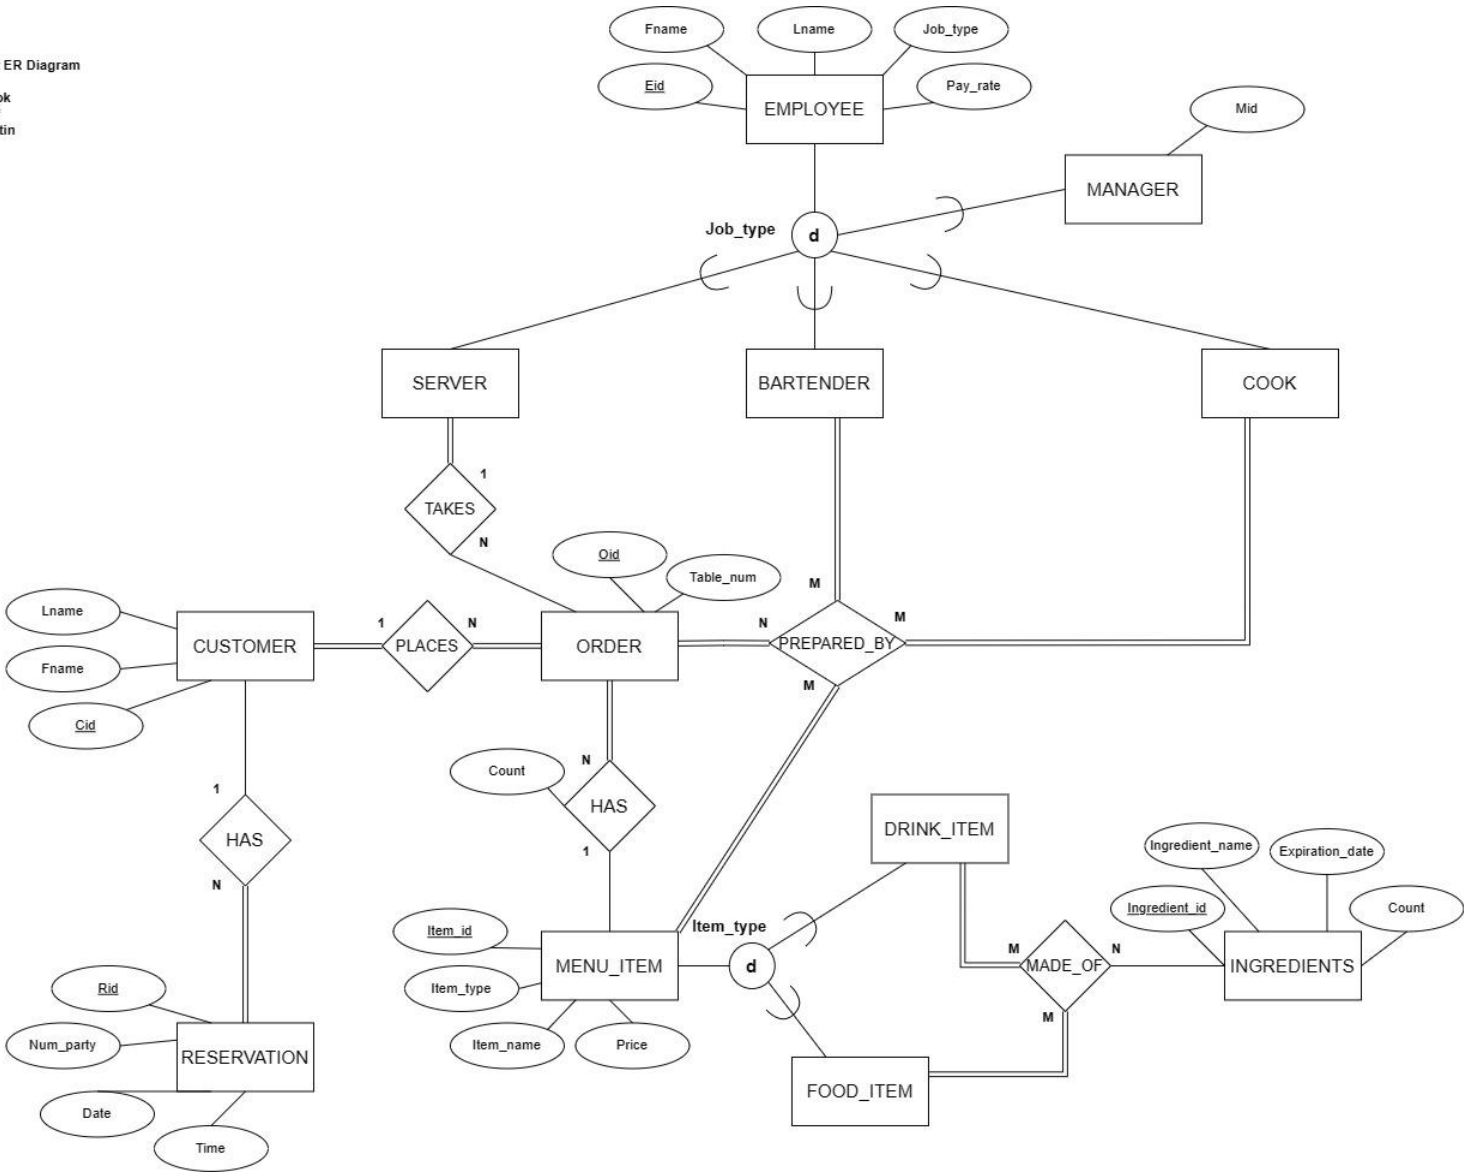 ER Diagram
Fname
Lname
Job_type
Eid
Pay_rate
EMPLOYEE
Mid
MANAGER
Job_type
d
SERVER
BARTENDER
COOK
1
TAKES
N
Oid
Table_num
M
Lname
CUSTOMER
1
PLACES
N
ORDER
N
PREPARED_BY
M
Fname
M
Cid
Count
N
HAS
1
1
HAS
N
DRINK_ITEM
Ingredient_name
Expiration_date
Ingredient_id
Count
Item_id
Item_type
MENU_ITEM
d
M
MADE_OF
N
INGREDIENTS
Item_type
M
Rid
Item_name
Price
Num_party
RESERVATION
FOOD_ITEM
Date
Time